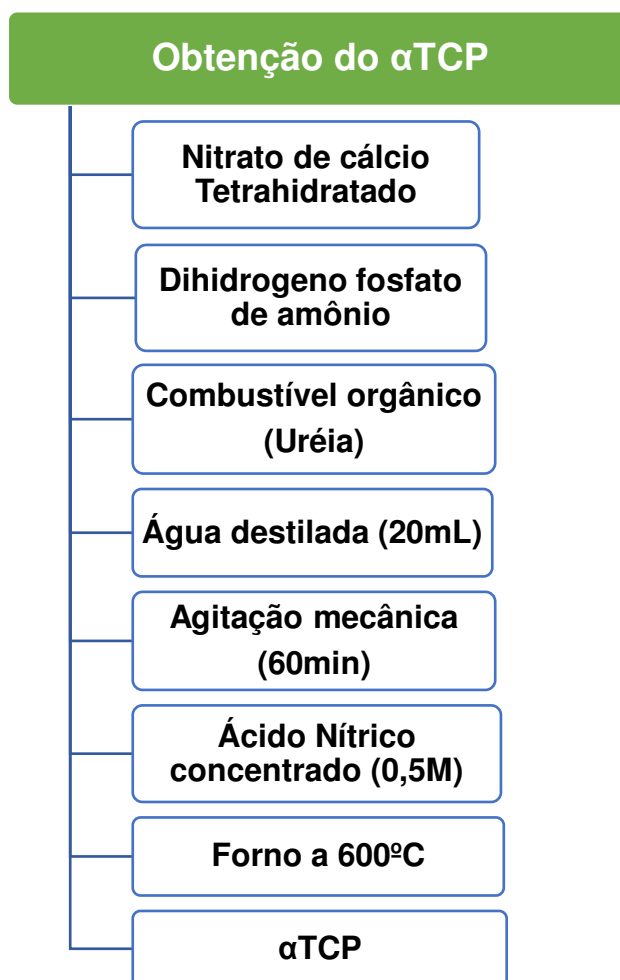 Obtenção do αTCP
Nitrato de cálcio
Tetrahidratado
Dihidrogeno fosfato
de amônio
Combustível orgânico
(Uréia)
Água destilada (20mL)
Agitação mecânica
(60min)
Ácido Nítrico
concentrado (0,5M)
Forno a 600ºC
αTCP